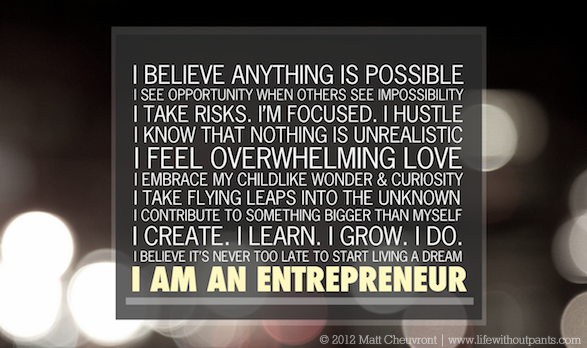 I BELIEVE ANYTHING IS POSSIBLE
I SEE OPPORTUNITY WHEN OTHERS SEE IMPOSSIBILITY
I TAKE RISKS. I'M FOCUSED. I HUSTLE
I KNOW THAT NOTHING IS UNREALISTIC
I FEEL OVERWHELMING LOVE
I EMBRACE MY CHILDLIKE WONDER & CURIOSITY
I TAKE FLYING LEAPS INTO THE UNKNOWN
I CONTRIBUTE TO SOMETHING BIGGER THAN MYSELF
I CREATE. I LEARN. I GROW. I DO.
I BELIEVE IT'S NEVER TOO LATE TO START LIVING A DREAM
I AM AN ENTREPRENEUR
© 2012 Matt Cheuvront | www.lifewithoutpants.com